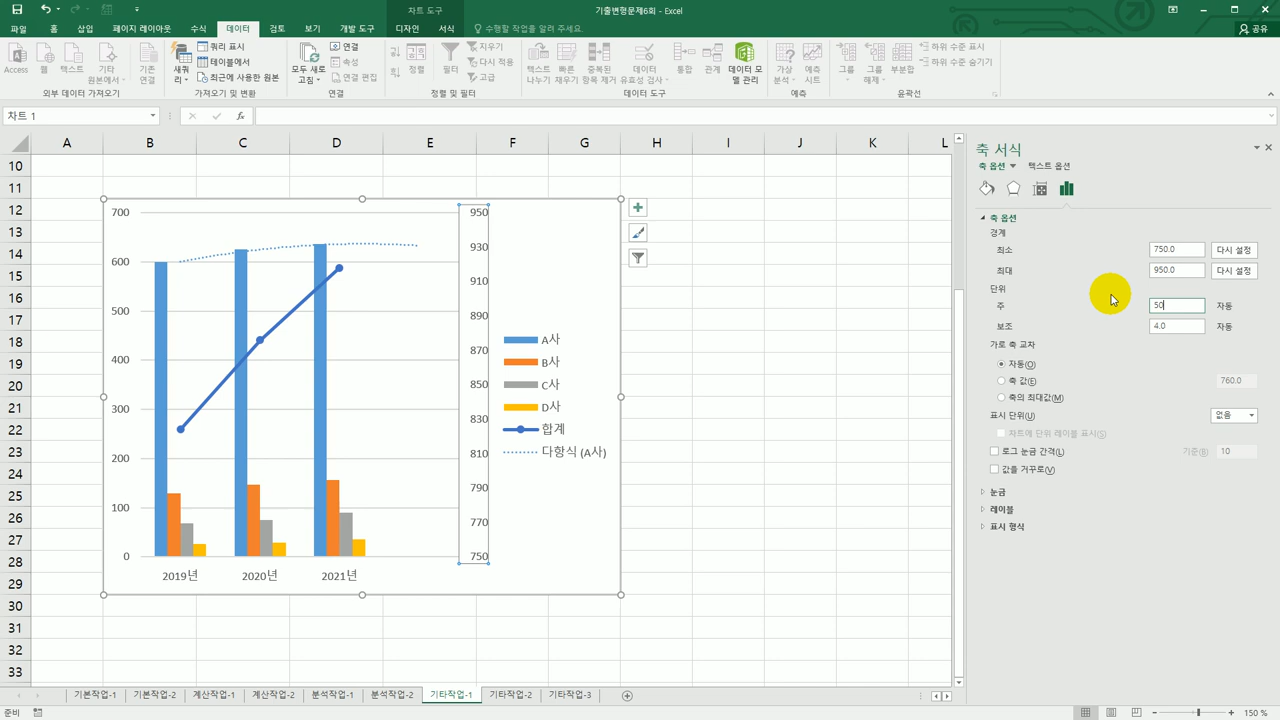 차트 도구
기출변형문제6회 - Excel
파일 홈 삽입 페이지 레이아웃 수식 데이터 검토 보기 개발 도구 디자인 서식 수행할 작업을 알려 주세요. 공유
Access
웹
텍스트
기타 원본에서
기존 연결
외부 데이터 가져오기
새 쿼리
쿼리 표시
테이블에서
최근에 사용한 원본
가져오기 및 변환
모두 새로 고침
연결
속성
연결 편집
연결
정렬
필터
지우기
다시 적용
고급
정렬 및 필터
텍스트 나누기
빠른 채우기
중복된 항목 제거
데이터 유효성 검사
통합
관계
데이터 모델 관리
데이터 도구
가상 분석
예측 시트
예측
그룹
그룹 해제
부분합
하위 수준 표시
하위 수준 숨기기
윤곽선
차트 1
fx
A B C D E F G H I J K L
10
11
12
13
14
15
16
17
18
19
20
21
22
23
24
25
26
27
28
29
30
31
32
33
700
600
500
400
300
200
100
0
950
930
910
890
870
850
830
810
790
770
750
2019년 2020년 2021년
A사
B사
C사
D사
합계
다항식 (A사)
축 서식
축 옵션 텍스트 옵션
축 옵션
경계
최소 750.0 다시 설정
최대 950.0 다시 설정
단위
주 50 자동
보조 4.0 자동
가로 축 교차
자동(O)
축 값(E) 760.0
축의 최대값(M)
표시 단위(U) 없음
차트에 단위 레이블 표시(S)
로그 눈금 간격(L) 기준(B) 10
값을 거꾸로(V)
눈금
레이블
표시 형식
기본작업-1 기본작업-2 계산작업-1 계산작업-2 분석작업-1 분석작업-2 기타작업-1 기타작업-2 기타작업-3
준비
150 %